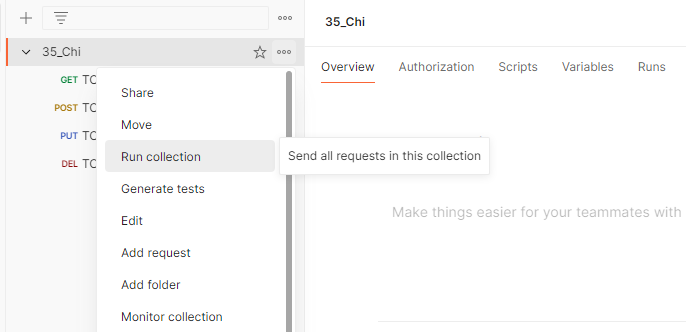 35_Chi
GET TC
POST TC
PUT TC
DEL TC
Share
Move
Run collection
Generate tests
Edit
Add request
Add folder
Monitor collection
Send all requests in this collection
35_Chi
Overview Authorization Scripts Variables Runs
Make things easier for your teammates with